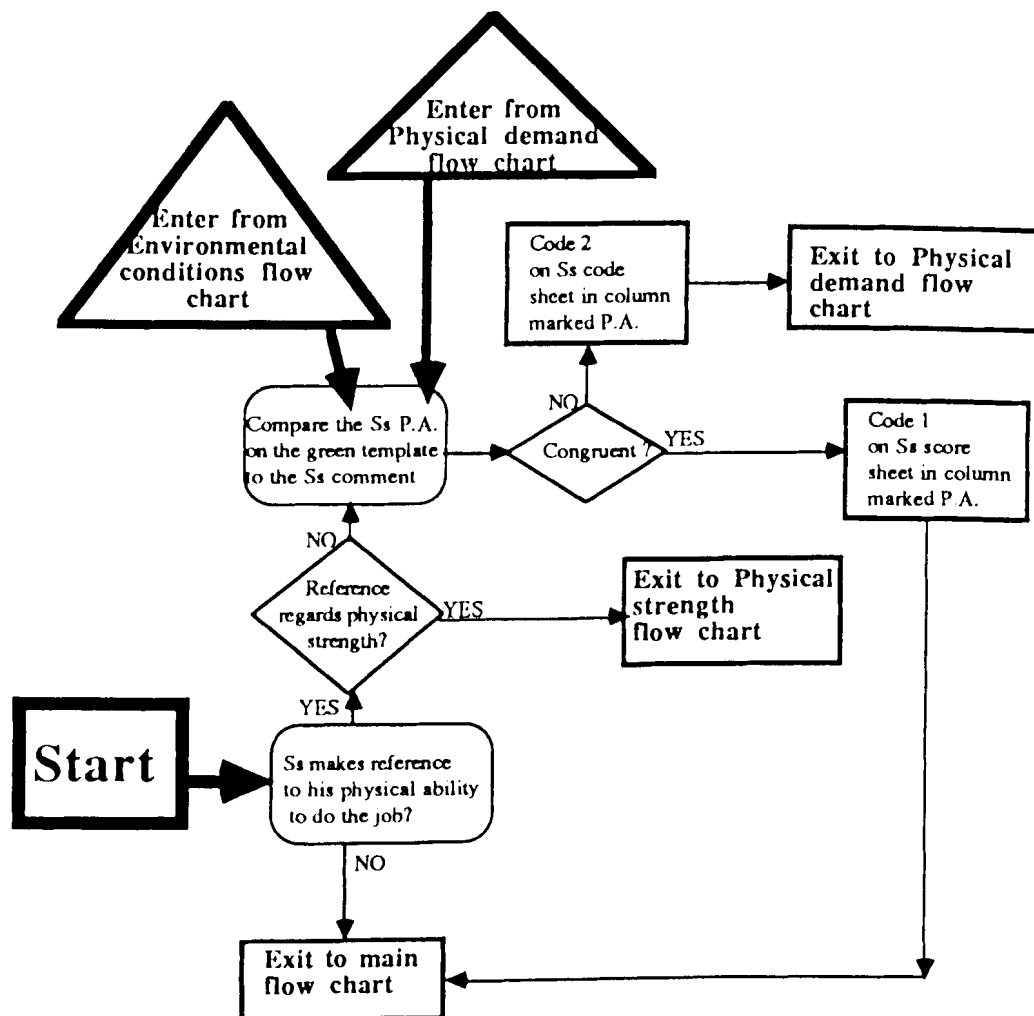 Enter from
Physical demand
flow chart
Enter from
Environmental
conditions flow
chart
Code 2
on Ss code
sheet in column
marked P.A.
Exit to Physical
demand flow
chart
Compare the Ss P.A.
on the green template
to the Ss comment
NO
Congruent ?
YES
Code 1
on Ss score
sheet in column
marked P.A.
NO
Reference
regards physical
strength?
YES
Exit to Physical
strength
flow chart
YES
Start
Ss makes reference
to his physical ability
to do the job?
NO
Exit to main
flow chart